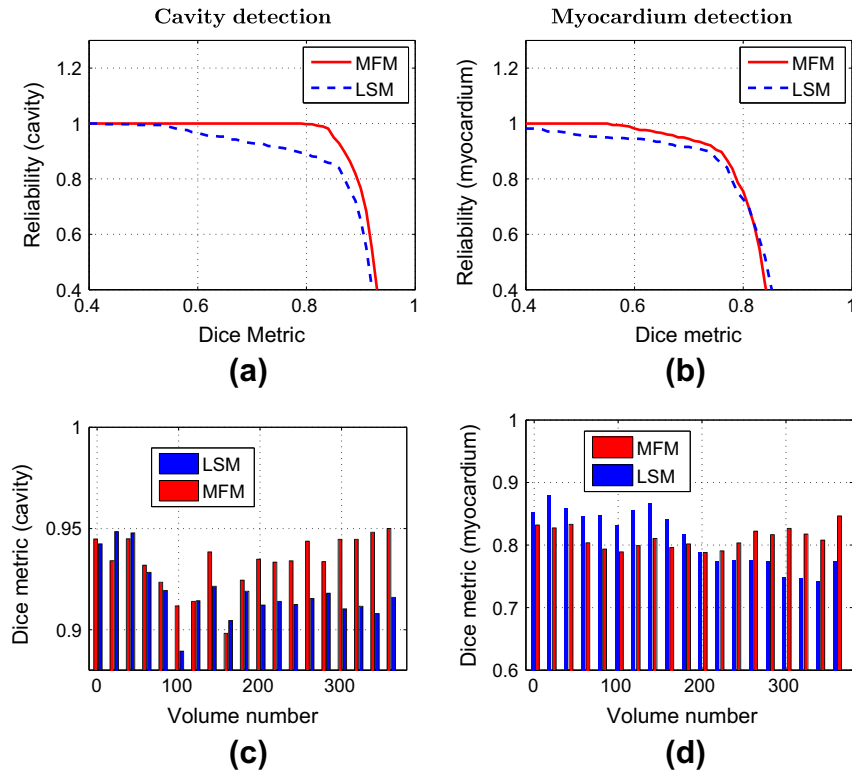 Cavity detection
Myocardium detection
1.2
1
0.8
0.6
0.4
Reliability (cavity)
MFM
LSM
0.4
0.6
0.8
1
Dice Metric
(a)
1.2
1
0.8
0.6
0.4
Reliability (myocardium)
MFM
LSM
0.4
0.6
0.8
1
Dice metric
(b)
0.95
0.9
Dice metric (cavity)
LSM
MFM
0
100
200
300
Volume number
(c)
1
0.9
0.8
0.7
0.6
Dice metric (myocardium)
MFM
LSM
0
100
200
300
Volume number
(d)